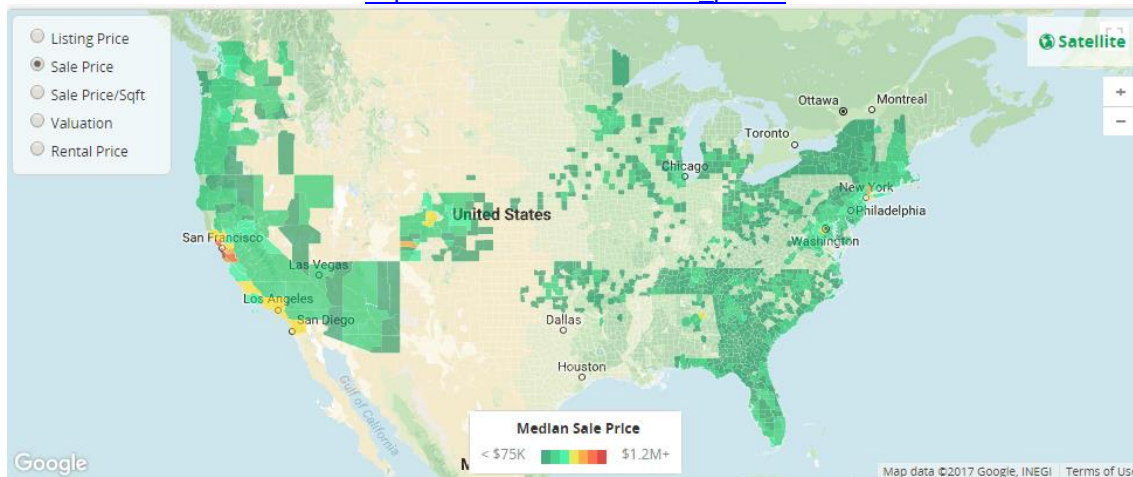 Listing Price
Sale Price
Sale Price/Sqft
Valuation
Rental Price
Satellite
+
−
Ottawa
Montreal
Toronto
Chicago
New York
Philadelphia
United States
Washington
San Francisco
Las Vegas
Los Angeles
San Diego
Dallas
Houston
Gulf of California
Median Sale Price
< $75K
$1.2M+
M
Google
Map data ©2017 Google, INEGI
Terms of Use